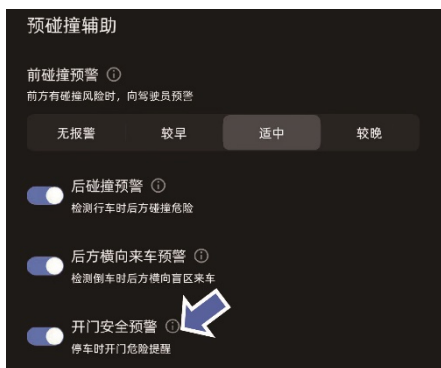 预碰撞辅助
前碰撞预警
前方有碰撞风险时，向驾驶员预警
无报警 较早 适中 较晚
后碰撞预警
检测行车时后方碰撞危险
后方横向来车预警
检测倒车时后方横向盲区来车
开门安全预警
停车时开门危险提醒